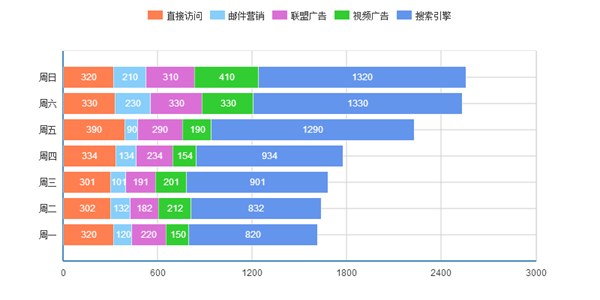 直接访问 邮件营销 联盟广告 视频广告 搜索引擎
周日 320 210 310 410 1320
周六 330 230 330 330 1330
周五 390 90 290 190 1290
周四 334 134 234 154 934
周三 301 101 191 201 901
周二 302 132 182 212 832
周一 320 120 220 150 820
0 600 1200 1800 2400 3000